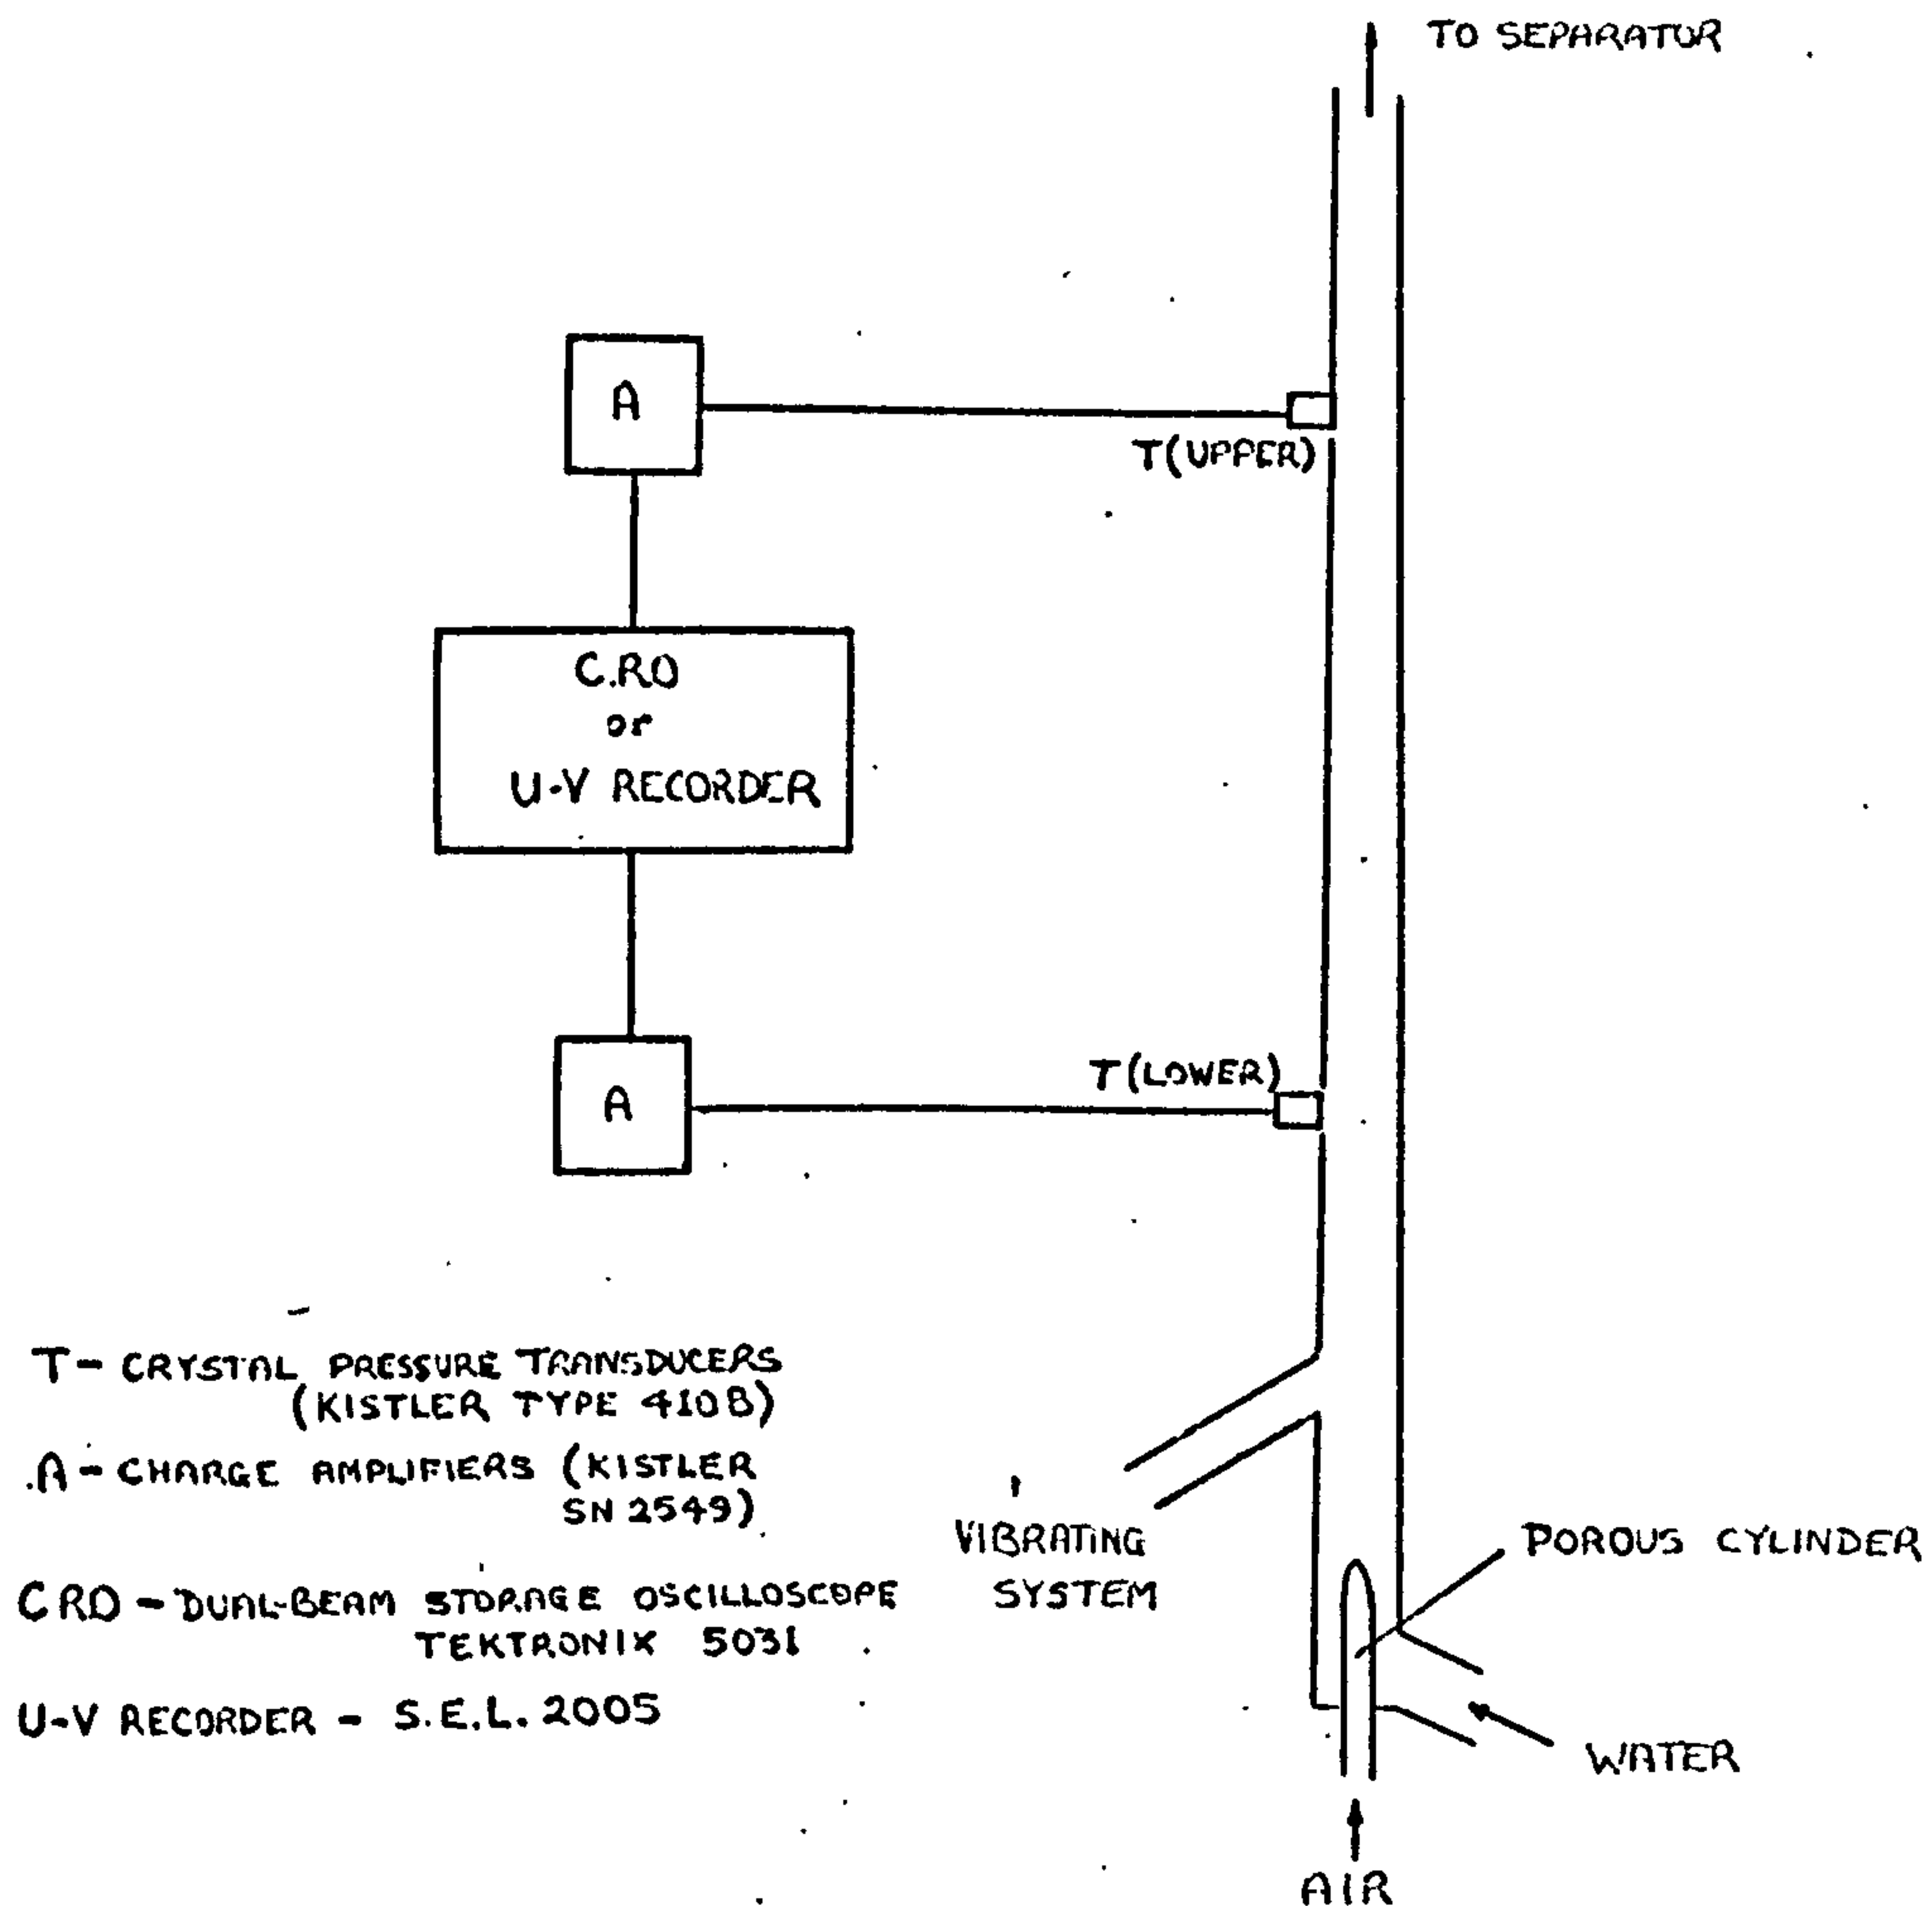 TO SEPARATOR
A
T(UPPER)
C.RO
or
U-V RECORDER
T(LOWER)
A
T- CRYSTAL PRESSURE TRANSDUCERS
(KISTLER TYPE 410B)
A- CHARGE AMPLIFIERS (KISTLER
SN 2549)
CRO - DUAL-BEAM STORAGE OSCILLOSCOPE
TEKTRONIX 5031
U-V RECORDER - S.E.L. 2005
VIBRATING
SYSTEM
POROUS CYLINDER
WATER
AIR